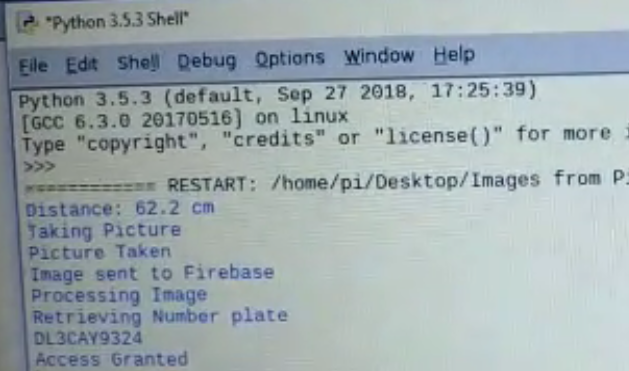 *Python 3.5.3 Shell*
File Edit Shell Debug Options Window Help
Python 3.5.3 (default, Sep 27 2018, 17:25:39)
[GCC 6.3.0 20170516] on linux
Type "copyright", "credits" or "license()" for more
>>>
============ RESTART: /home/pi/Desktop/Images from
Distance: 62.2 cm
Taking Picture
Picture Taken
Image sent to Firebase
Processing Image
Retrieving Number plate
DL3CAY9324
Access Granted